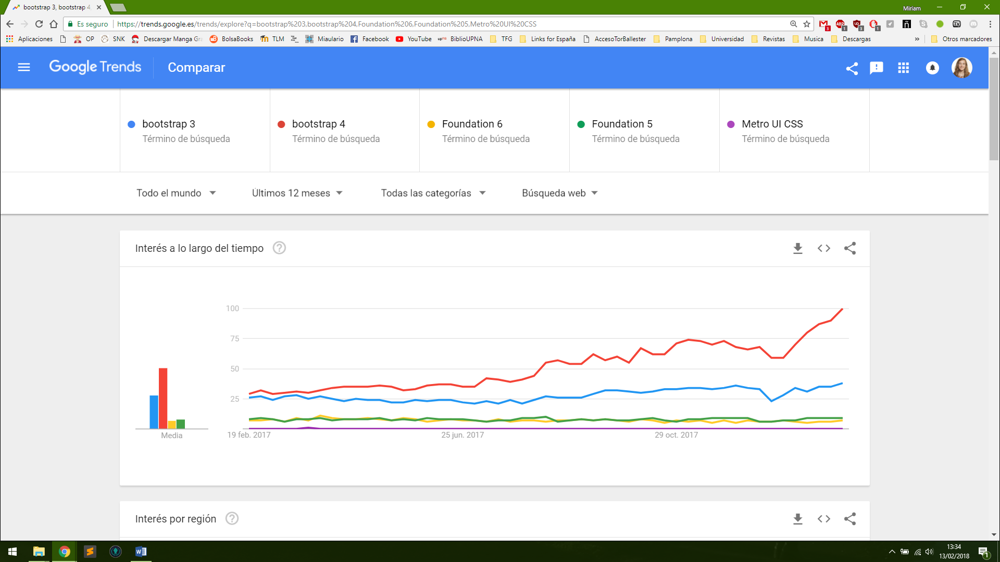 bootstrap 3, bootstrap 4
Miriam
Es seguro
https://trends.google.es/trends/explore?q=bootstrap%203,bootstrap%204,Foundation%206,Foundation%205,Metro%20UI%20CSS
Aplicaciones OP SNK Descargar Manga Gr BolsaBooks TLM Miaulario Facebook YouTube BiblioUPNA TFG Links for España AccesoTorBallester Pamplona Universidad Revistas Musica Descargas » Otros marcadores
Google Trends Comparar
bootstrap 3 bootstrap 4 Foundation 6 Foundation 5 Metro UI CSS
Término de búsqueda Término de búsqueda Término de búsqueda Término de búsqueda Término de búsqueda
Todo el mundo Últimos 12 meses Todas las categorías Búsqueda web
Interés a lo largo del tiempo
100
75
50
25
Media
19 feb. 2017 25 jun. 2017 29 oct. 2017
Interés por región
13:34
13/02/2018
1